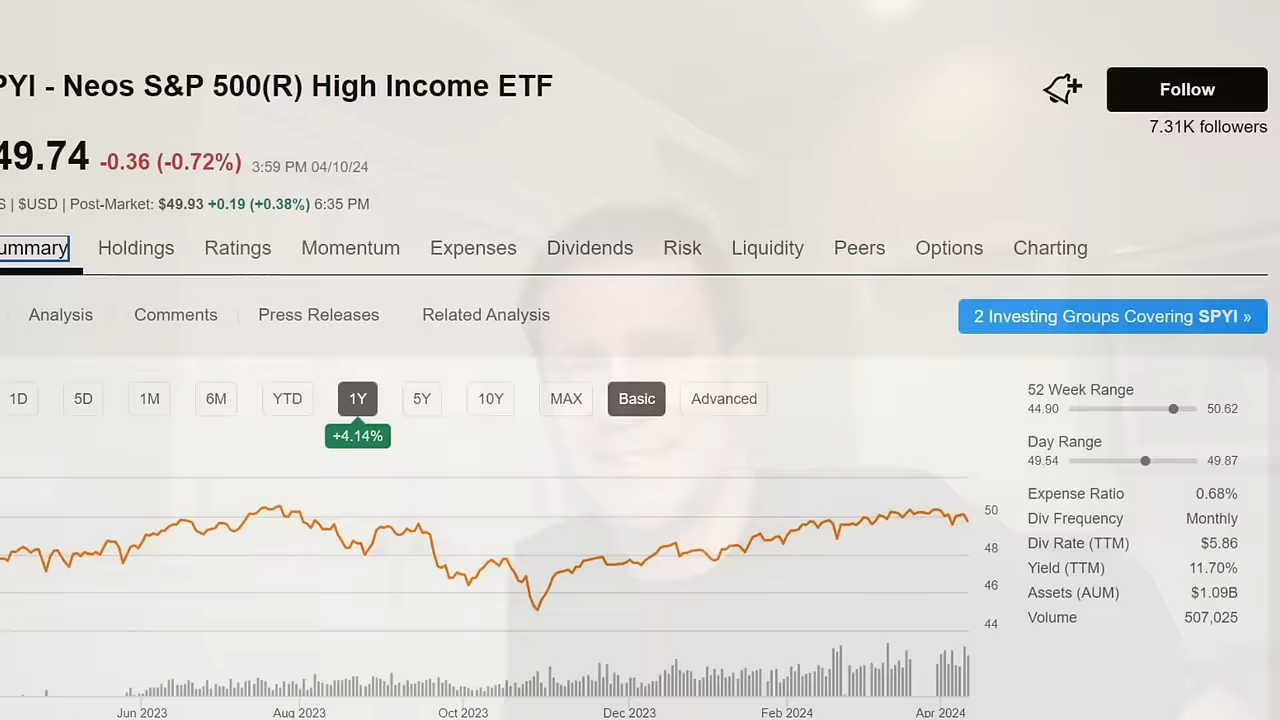 PYI - Neos S&P 500(R) High Income ETF
Follow
7.31K followers
49.74 -0.36 (-0.72%) 3:59 PM 04/10/24
S | $USD | Post-Market: $49.93 +0.19 (+0.38%) 6:35 PM
ummary Holdings Ratings Momentum Expenses Dividends Risk Liquidity Peers Options Charting
Analysis Comments Press Releases Related Analysis
2 Investing Groups Covering SPYI »
1D 5D 1M 6M YTD 1Y 5Y 10Y MAX Basic Advanced
+4.14%
52 Week Range
44.90 50.62
Day Range
49.54 49.87
Expense Ratio 0.68%
Div Frequency Monthly
Div Rate (TTM) $5.86
Yield (TTM) 11.70%
Assets (AUM) $1.09B
Volume 507,025
50
48
46
44
Jun 2023 Aug 2023 Oct 2023 Dec 2023 Feb 2024 Apr 2024